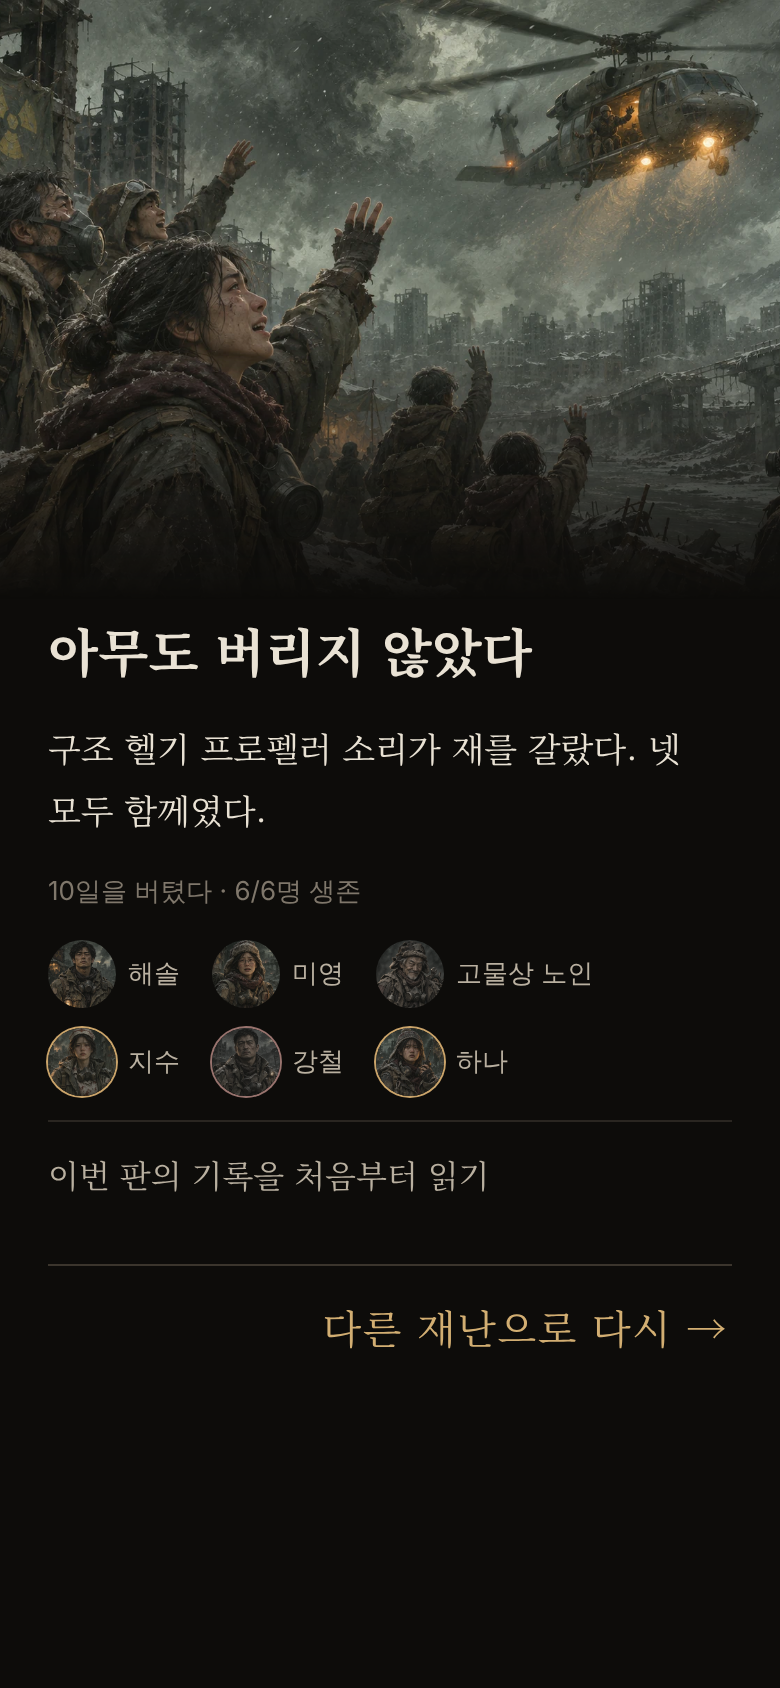 아무도 버리지 않았다
구조 헬기 프로펠러 소리가 재를 갈랐다. 넷
모두 함께였다.
10일을 버텼다 · 6/6명 생존
해솔 미영 고물상 노인
지수 강철 하나
이번 판의 기록을 처음부터 읽기
다른 재난으로 다시 →